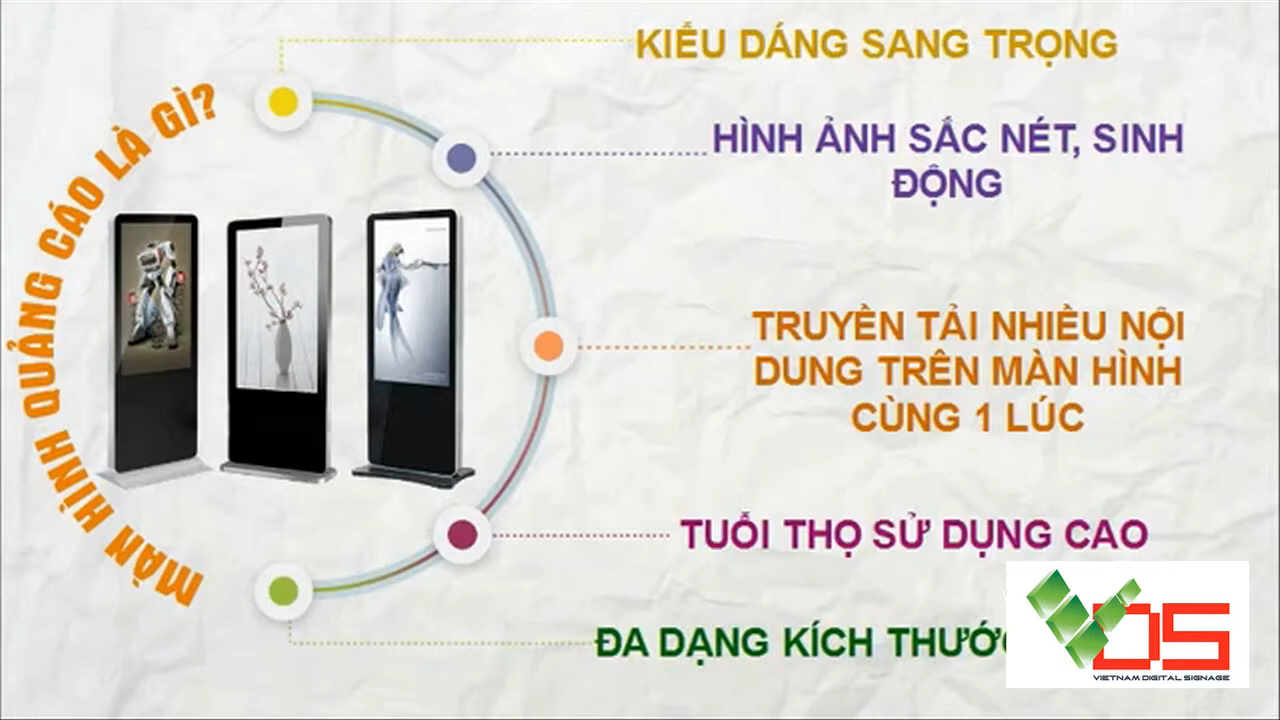 MÀN HÌNH QUẢNG CÁO LÀ GÌ?
KIỂU DÁNG SANG TRỌNG
HÌNH ẢNH SẮC NÉT, SINH
ĐỘNG
TRUYỀN TẢI NHIỀU NỘI
DUNG TRÊN MÀN HÌNH
CÙNG 1 LÚC
TUỔI THỌ SỬ DỤNG CAO
ĐA DẠNG KÍCH
VDS
VIETNAM DIGITAL SIGNAGE